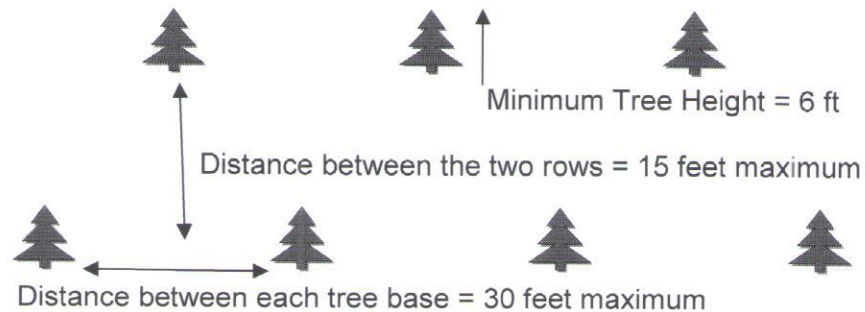 Minimum Tree Height = 6 ft
Distance between the two rows = 15 feet maximum
Distance between each tree base = 30 feet maximum